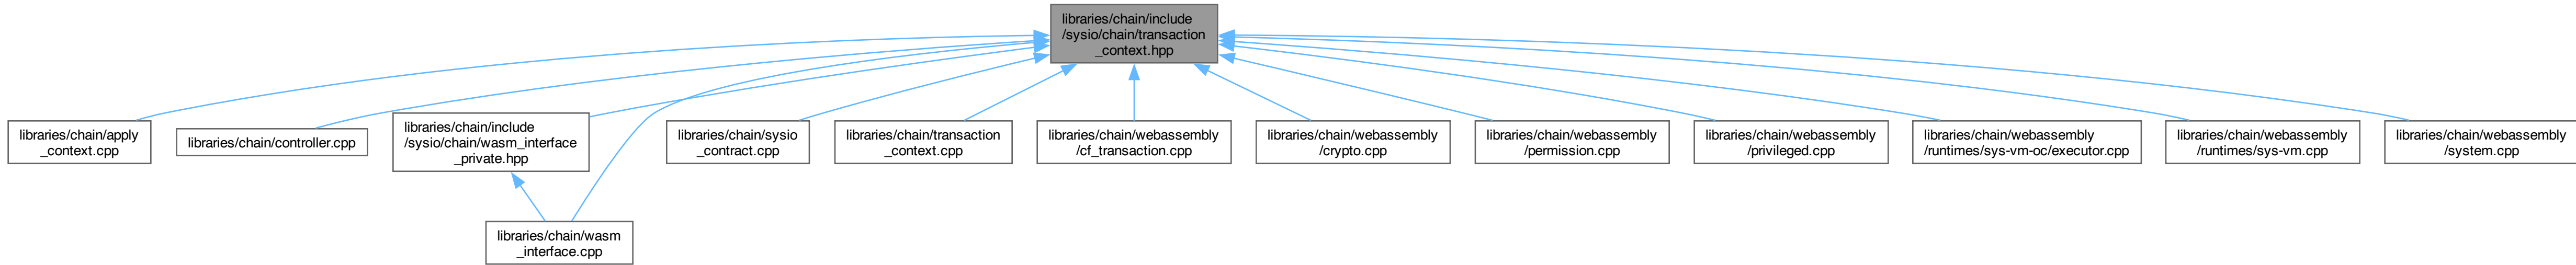 libraries/chain/include
/sysio/chain/transaction
_context.hpp
libraries/chain/apply
_context.cpp
libraries/chain/controller.cpp
libraries/chain/include
/sysio/chain/wasm_interface
_private.hpp
libraries/chain/sysio
_contract.cpp
libraries/chain/transaction
_context.cpp
libraries/chain/webassembly
/cf_transaction.cpp
libraries/chain/webassembly
/crypto.cpp
libraries/chain/webassembly
/permission.cpp
libraries/chain/webassembly
/privileged.cpp
libraries/chain/webassembly
/runtimes/sys-vm-oc/executor.cpp
libraries/chain/webassembly
/runtimes/sys-vm.cpp
libraries/chain/webassembly
/system.cpp
libraries/chain/wasm
_interface.cpp